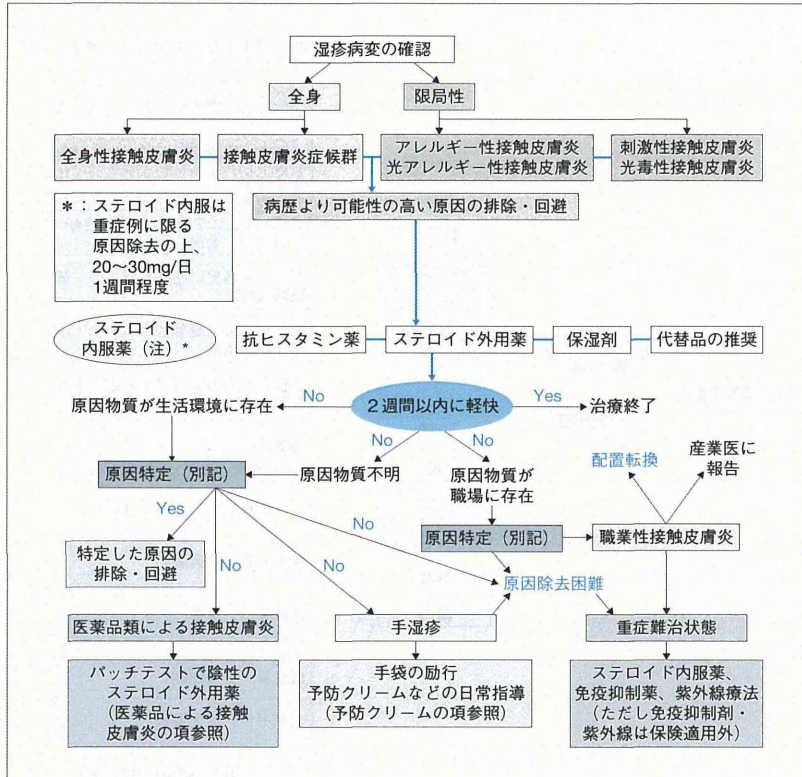 湿疹病変の確認
全身
限局性
全身性接触皮膚炎
接触皮膚炎症候群
アレルギー性接触皮膚炎
光アレルギー性接触皮膚炎
刺激性接触皮膚炎
光毒性接触皮膚炎
*：ステロイド内服は
重症例に限る
原因除去の上、
20〜30mg/日
1週間程度
病歴より可能性の高い原因の排除・回避
ステロイド
内服薬（注）*
抗ヒスタミン薬
ステロイド外用薬
保湿剤
代替品の推奨
原因物質が生活環境に存在
No
2週間以内に軽快
Yes
治療終了
No
No
原因特定（別記）
原因物質不明
原因物質が
職場に存在
配置転換
産業医に
報告
Yes
No
No
No
原因特定（別記）
職業性接触皮膚炎
特定した原因の
排除・回避
原因除去困難
医薬品類による接触皮膚炎
手湿疹
重症難治状態
パッチテストで陰性の
ステロイド外用薬
（医薬品による接触
皮膚炎の項参照）
手袋の励行
予防クリームなどの日常指導
（予防クリームの項参照）
ステロイド内服薬、
免疫抑制薬、紫外線療法
（ただし免疫抑制剤・
紫外線は保険適用外）